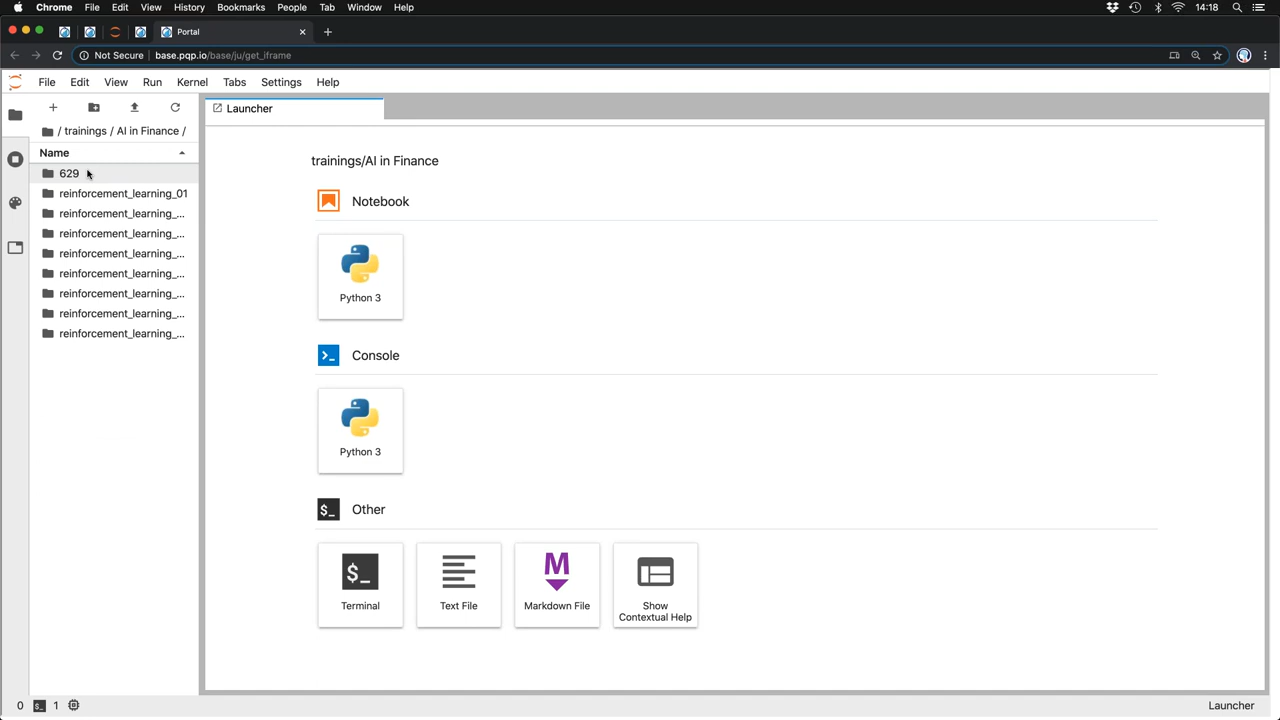 Chrome File Edit View History Bookmarks People Tab Window Help 14:18
Portal
Not Secure base.pqp.io/base/ju/get_iframe
File Edit View Run Kernel Tabs Settings Help
Launcher
/ trainings / AI in Finance /
Name
629
reinforcement_learning_01
reinforcement_learning_...
reinforcement_learning_...
reinforcement_learning_...
reinforcement_learning_...
reinforcement_learning_...
reinforcement_learning_...
reinforcement_learning_...
trainings/AI in Finance
Notebook
Python 3
Console
Python 3
$_ Other
$_
Terminal
Text File
M
Markdown File
Show
Contextual Help
0 $_ 1
Launcher